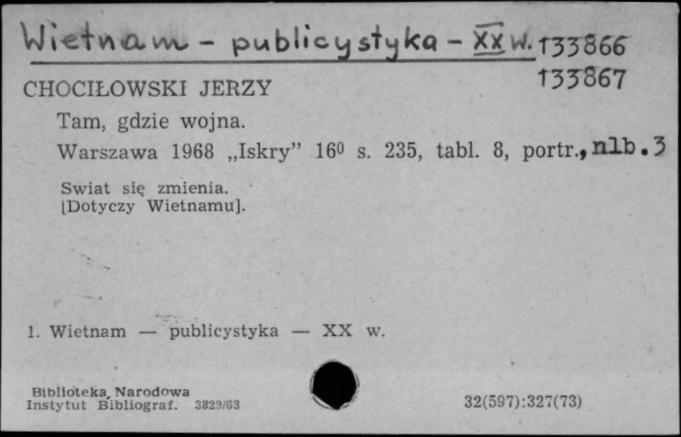 Wietnam - publicystyka - XX w. 133866
133867
CHOCIŁOWSKI JERZY
Tam, gdzie wojna.
Warszawa 1968 „Iskry” 16⁰ s. 235, tabl. 8, portr., nlb. 3
Swiat się zmienia.
[Dotyczy Wietnamu].
1. Wietnam — publicystyka — XX w.
Biblioteka Narodowa
Instytut Bibliograf. 3829/63
32(597):327(73)